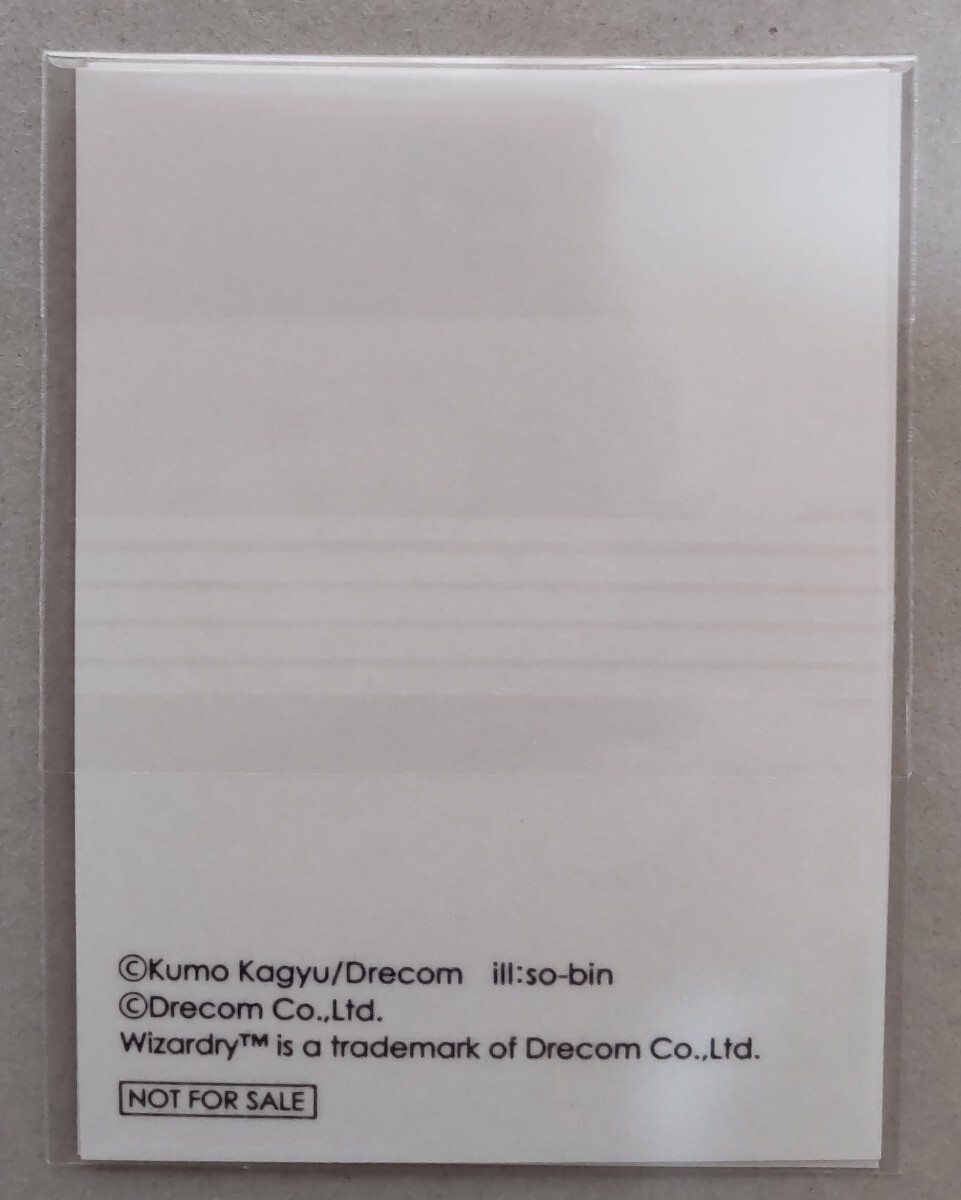 ©Kumo Kagyu/Drecom ill:so-bin
©Drecom Co.,Ltd.
Wizardry™ is a trademark of Drecom Co.,Ltd.
NOT FOR SALE